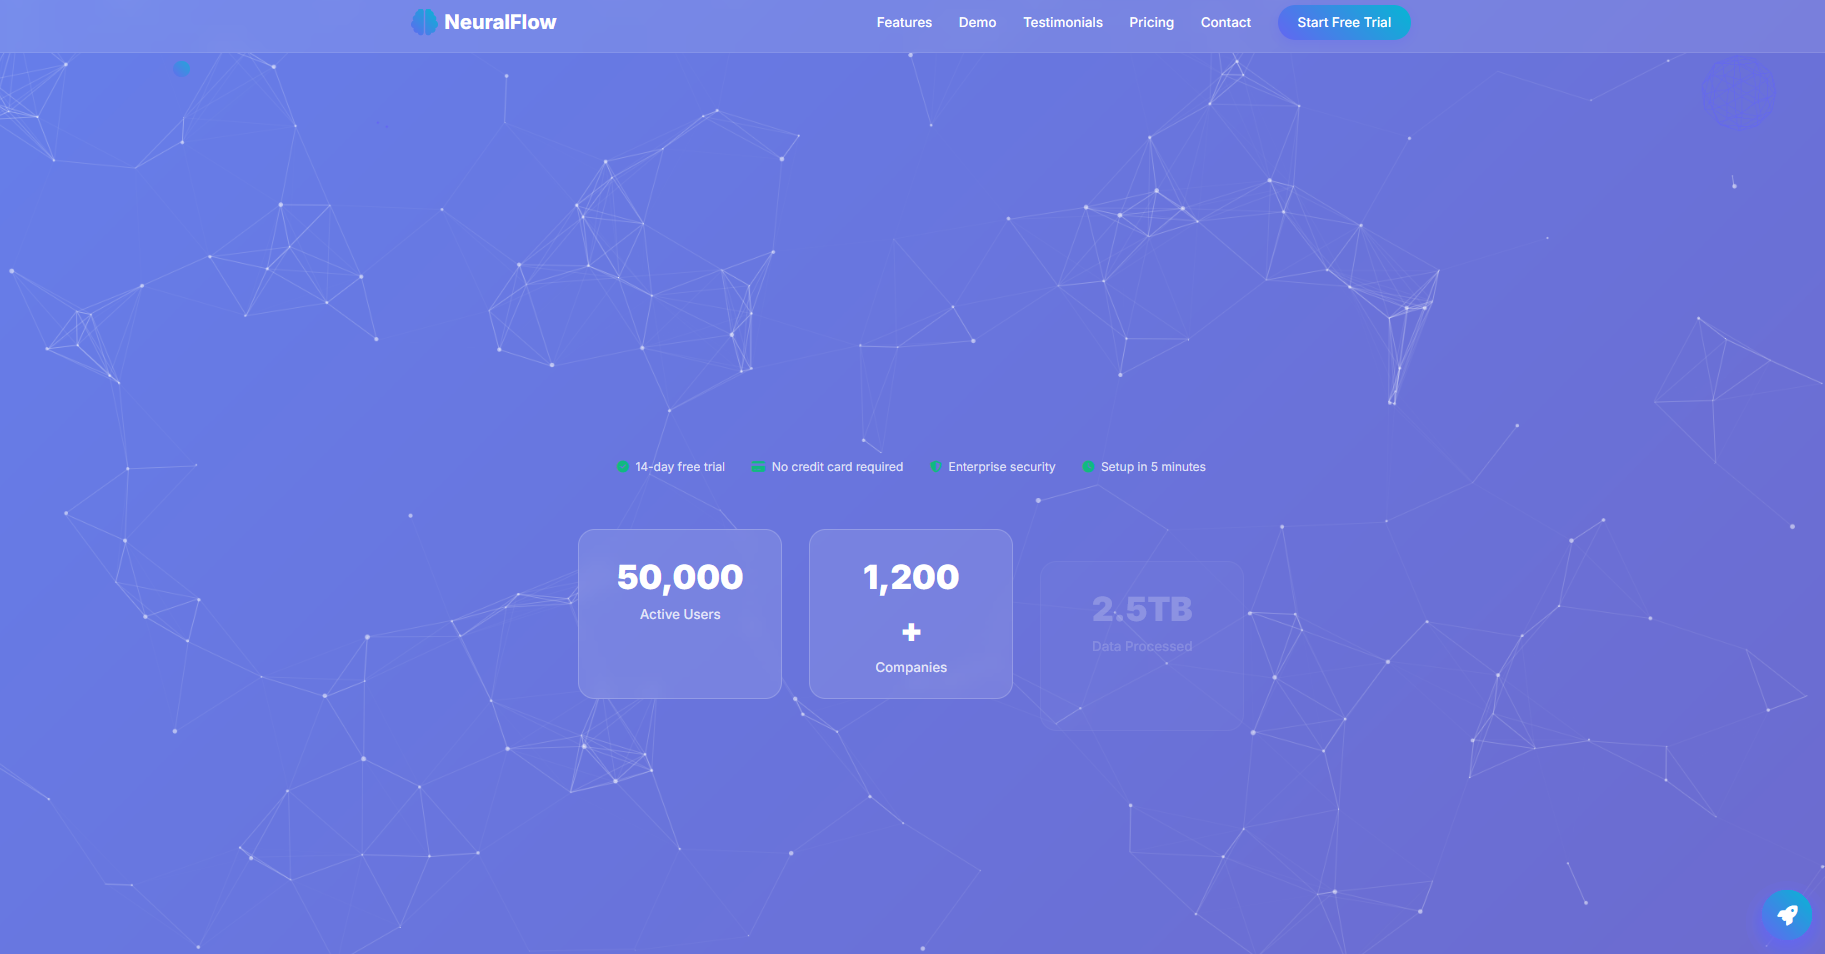 NeuralFlow
Features Demo Testimonials Pricing Contact Start Free Trial
14-day free trial No credit card required Enterprise security Setup in 5 minutes
50,000
Active Users
1,200
+
Companies
2.5TB
Data Processed